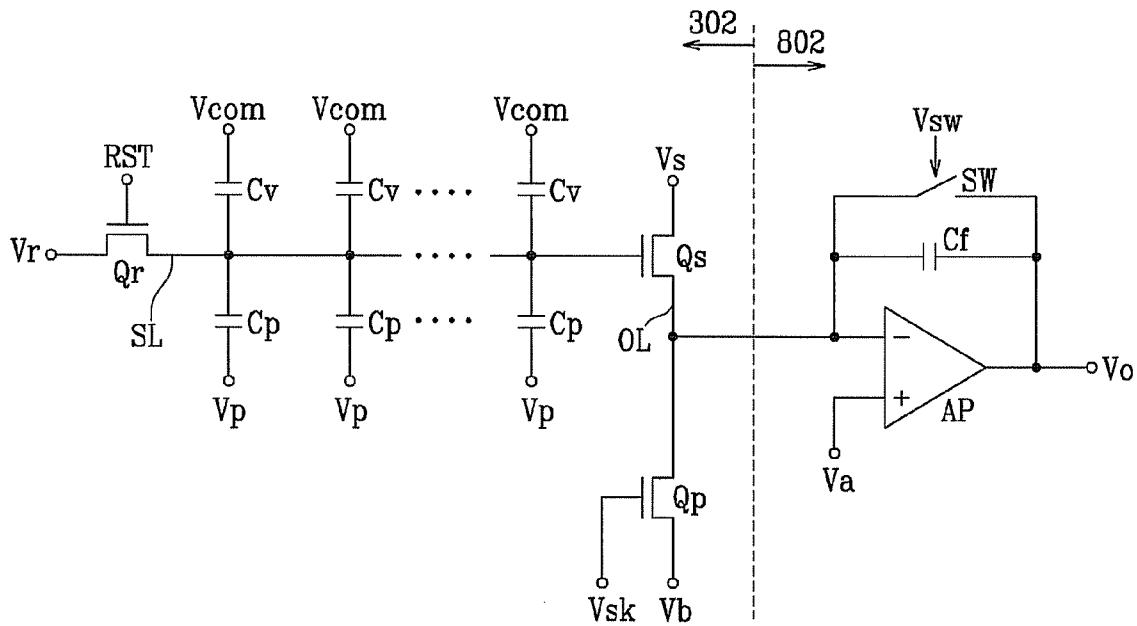 302
802
Vcom Vcom Vcom
Vsw
RST
Vs
SW
Cv Cv . . . . Cv
Cf
Vr
Qr
. . . .
Qs
SL
Cp Cp . . . . Cp
OL
−
Vo
Vp Vp Vp
+
AP
Va
Qp
Vsk Vb